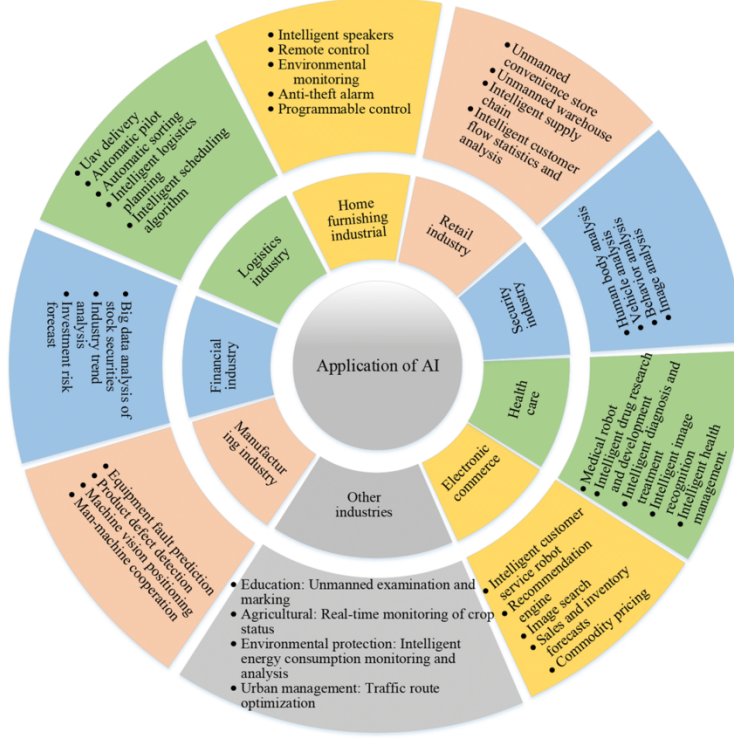 Application of AI
Home
furnishing
industrial
Retail
industry
Security
industry
Health
care
Electronic
commerce
Other
industries
Manufactur
ing industry
Financial
industry
Logistics
industry
• Intelligent speakers
• Remote control
• Environmental
monitoring
• Anti-theft alarm
• Programmable control
• Unmanned
convenience store
• Unmanned warehouse
• Intelligent supply
chain
• Intelligent customer
flow statistics and
analysis
• Human body analysis
• Vehicle analysis
• Behavior analysis
• Image analysis
• Medical robot
• Intelligent drug research
and development
• Intelligent diagnosis and
treatment
• Intelligent image
recognition
• Intelligent health
management.
• Intelligent customer
service robot
• Recommendation
engine
• Image search
• Sales and inventory
forecasts
• Commodity pricing
• Education: Unmanned examination and
marking
• Agricultural: Real-time monitoring of crop
status
• Environmental protection: Intelligent
energy consumption monitoring and
analysis
• Urban management: Traffic route
optimization
• Equipment fault prediction
• Product defect detection
• Machine vision positioning
• Man-machine cooperation
• Big data analysis of
stock securities
• Industry trend
analysis
• Investment risk
forecast
• Uav delivery
• Automatic pilot
• Automatic sorting
• Intelligent logistics
planning
• Intelligent scheduling
algorithm